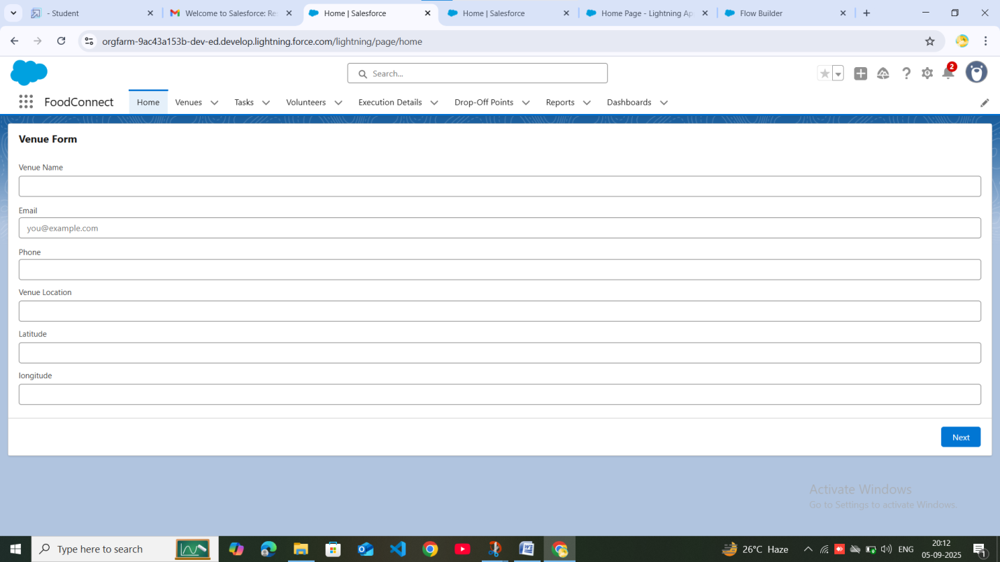 - Student
Welcome to Salesforce: Re
Home | Salesforce
Home | Salesforce
Home Page - Lightning Ap
Flow Builder
orgfarm-9ac43a153b-dev-ed.develop.lightning.force.com/lightning/page/home
Search...
2
FoodConnect
Home
Venues
Tasks
Volunteers
Execution Details
Drop-Off Points
Reports
Dashboards
Venue Form
Venue Name
Email
you@example.com
Phone
Venue Location
Latitude
longitude
Next
Activate Windows
Go to Settings to activate Windows.
Type here to search
26°C Haze
ENG
20:12
05-09-2025
1